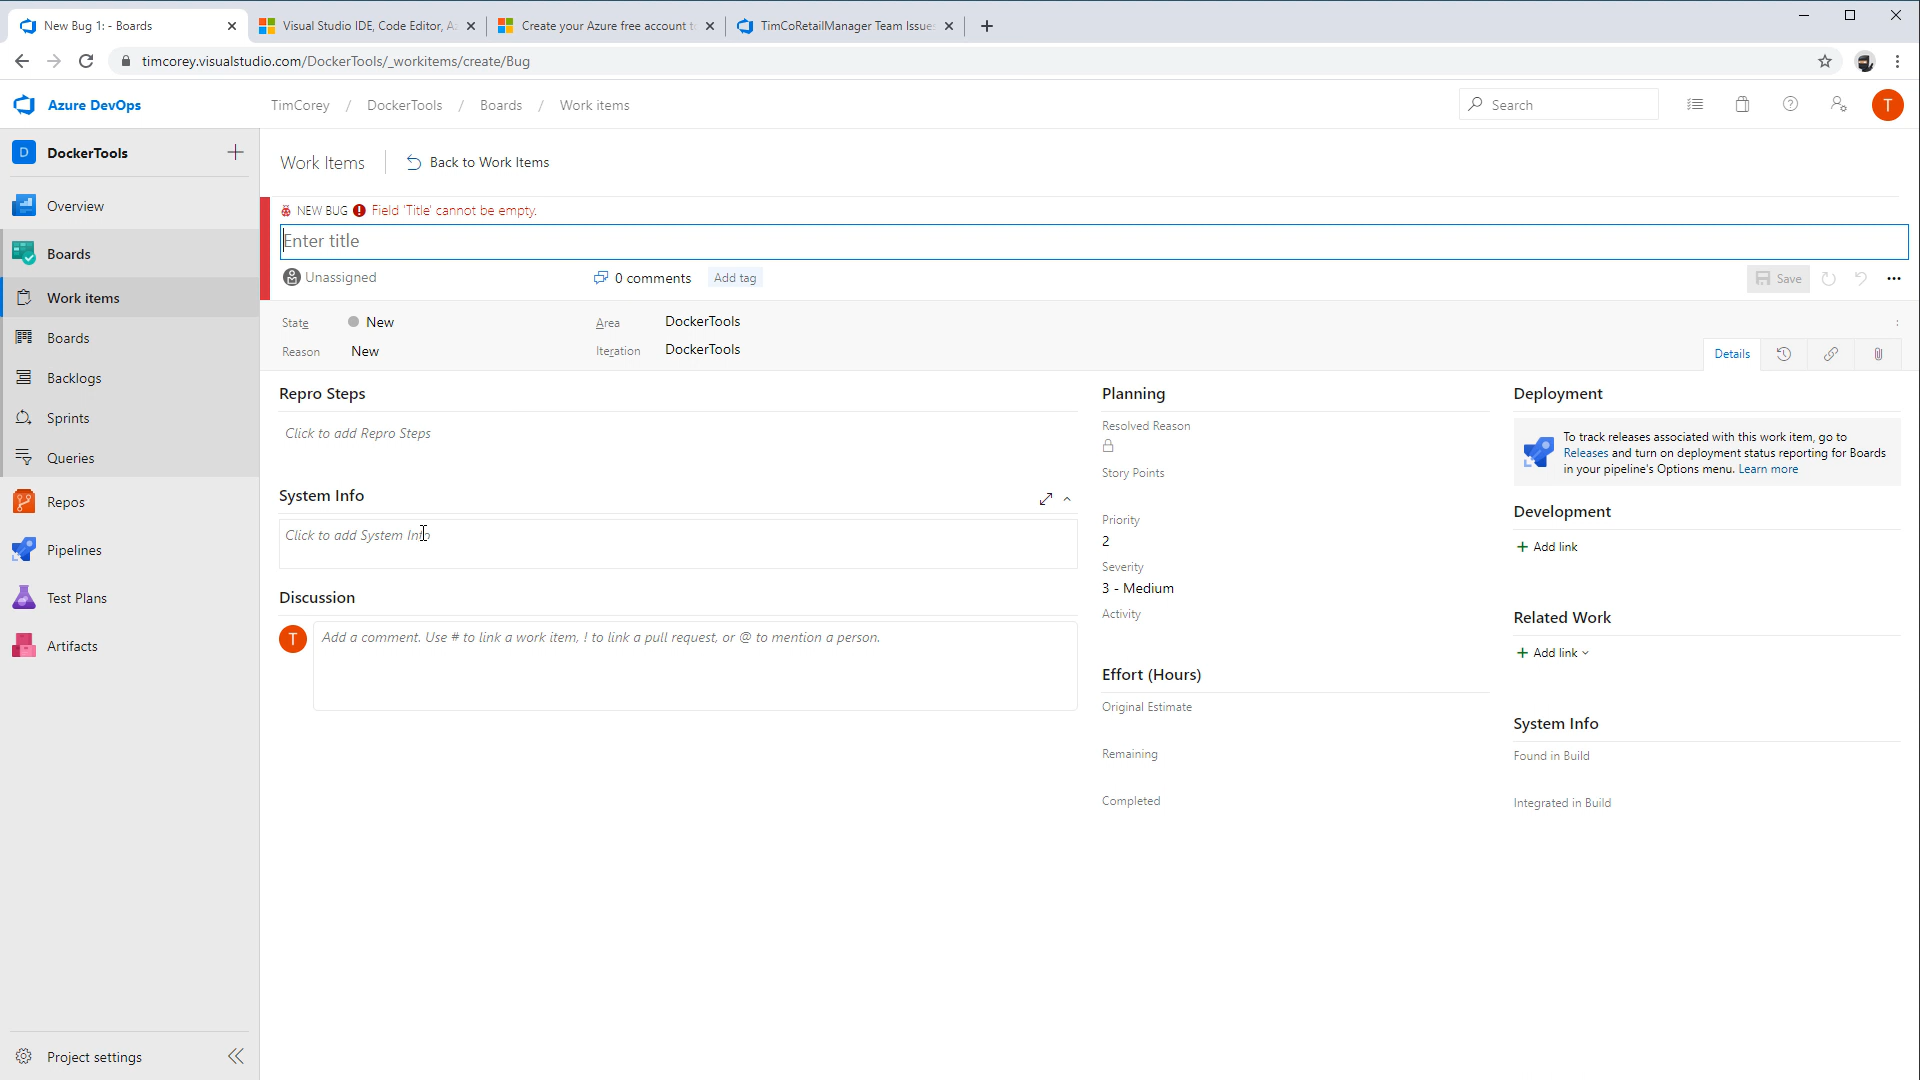 New Bug 1: - Boards
Visual Studio IDE, Code Editor, Az
Create your Azure free account to
TimCoRetailManager Team Issues
timcorey.visualstudio.com/DockerTools/_workitems/create/Bug
Azure DevOps
TimCorey / DockerTools / Boards / Work items
Search
T
D DockerTools
Work Items
Back to Work Items
Overview
NEW BUG Field 'Title' cannot be empty.
Enter title
Boards
Unassigned
0 comments
Add tag
Save
Work items
State New
Area DockerTools
Boards
Reason New
Iteration DockerTools
Details
Backlogs
Repro Steps
Planning
Deployment
Sprints
Click to add Repro Steps
Resolved Reason
To track releases associated with this work item, go to
Releases and turn on deployment status reporting for Boards
in your pipeline's Options menu. Learn more
Queries
Story Points
Repos
System Info
Development
Priority
2
Click to add System Info
Add link
Pipelines
Severity
3 - Medium
Test Plans
Discussion
Activity
Related Work
T
Add a comment. Use # to link a work item, ! to link a pull request, or @ to mention a person.
Add link
Artifacts
Effort (Hours)
Original Estimate
System Info
Remaining
Found in Build
Completed
Integrated in Build
Project settings